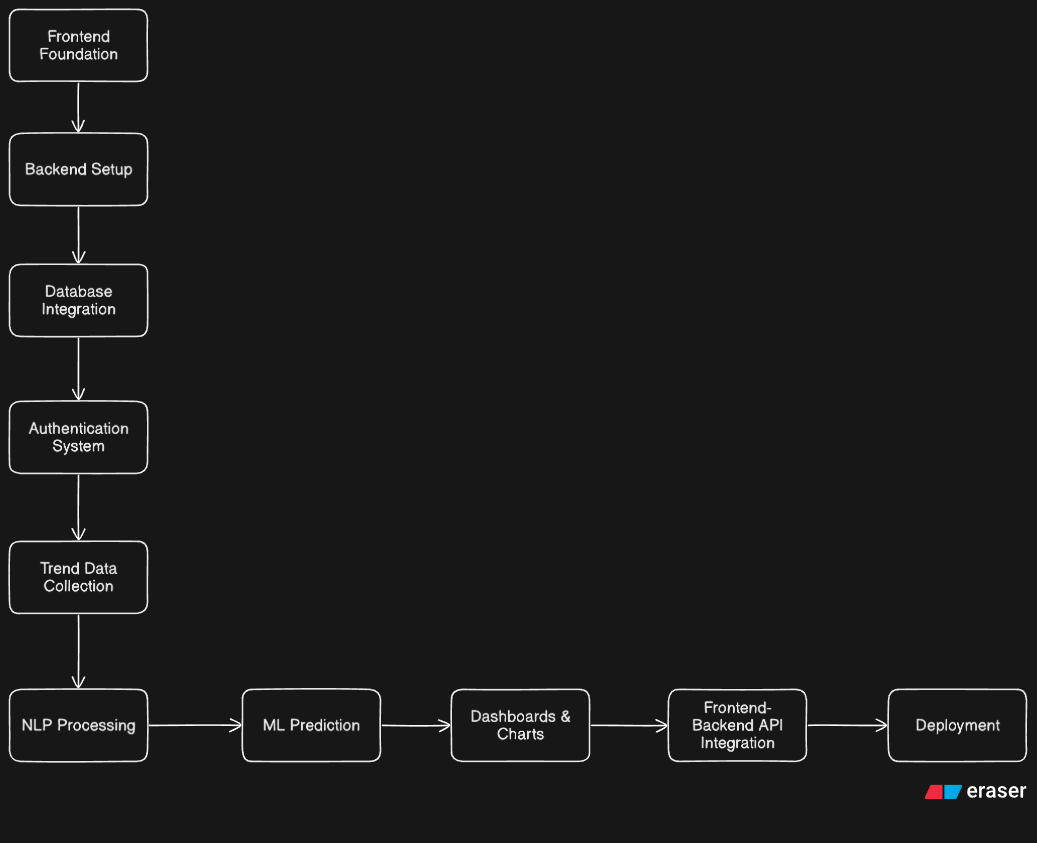 Frontend
Foundation
Backend Setup
Database
Integration
Authentication
System
Trend Data
Collection
NLP Processing
ML Prediction
Dashboards &
Charts
Frontend-
Backend API
Integration
Deployment
eraser